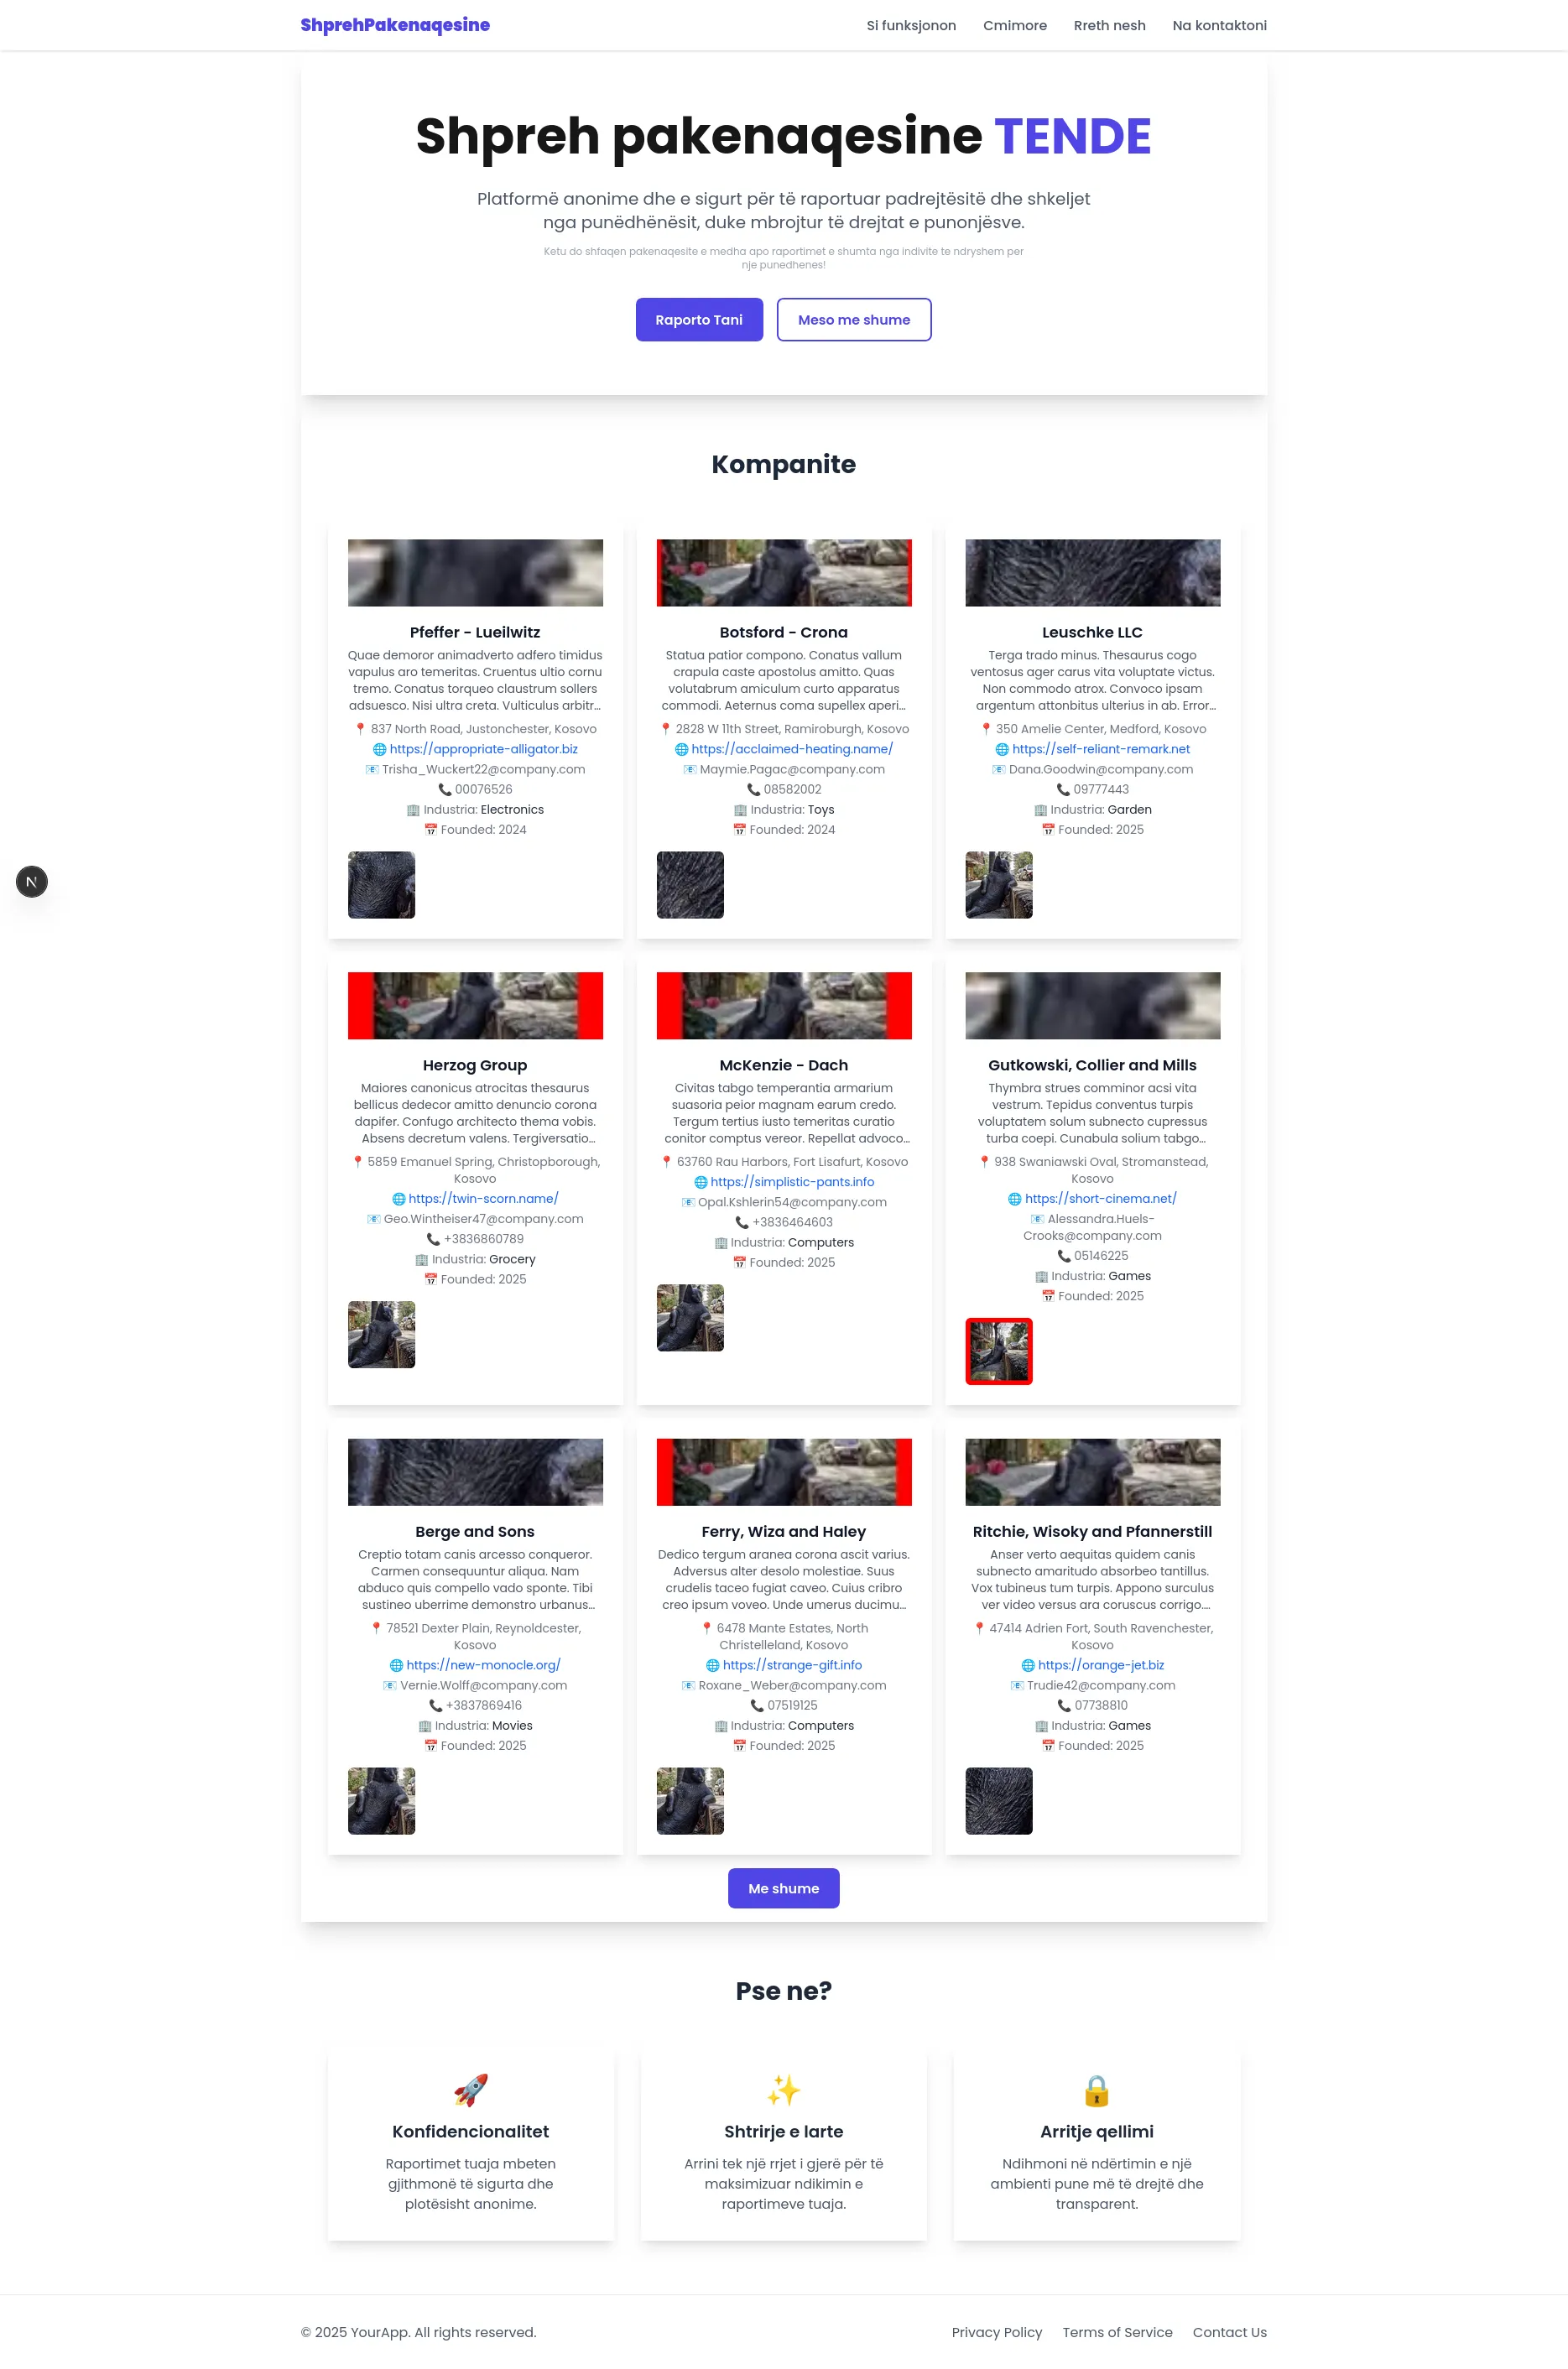 ShprehPakenaqesine
Si funksjonon
Cmimore
Rreth nesh
Na kontaktoni
Shpreh pakenaqesine TENDE
Platformë anonime dhe e sigurt për të raportuar padrejtësitë dhe shkeljet
nga punëdhënësit, duke mbrojtur të drejtat e punonjësve.
Ketu do shfaqen pakenaqesite e medha apo raportimet e shumta nga indivite te ndryshem per
nje punedhenes!
Raporto Tani
Meso me shume
Kompanite
Pfeffer - Lueilwitz
Quae demoror animadverto adfero timidus
vapulus aro temeritas. Cruentus ultio cornu
tremo. Conatus torqueo claustrum sollers
adsuesco. Nisi ultra creta. Vulticulus arbitr...
📍 837 North Road, Justonchester, Kosovo
🌐 https://appropriate-alligator.biz
📧 Trisha_Wuckert22@company.com
📞 00076526
🏢 Industria: Electronics
📅 Founded: 2024
Botsford - Crona
Statua patior compono. Conatus vallum
crapula caste apostolus amitto. Quas
volutabrum amiculum curto apparatus
commodi. Aeternus coma supellex aperi...
📍 2828 W 11th Street, Ramiroburgh, Kosovo
🌐 https://acclaimed-heating.name/
📧 Maymie.Pagac@company.com
📞 08582002
🏢 Industria: Toys
📅 Founded: 2024
Leuschke LLC
Terga trado minus. Thesaurus cogo
ventosus ager carus vita voluptate victus.
Non commodo atrox. Convoco ipsam
argentum attonbitus ulterius in ab. Error...
📍 350 Amelie Center, Medford, Kosovo
🌐 https://self-reliant-remark.net
📧 Dana.Goodwin@company.com
📞 09777443
🏢 Industria: Garden
📅 Founded: 2025
N
Herzog Group
Maiores canonicus atrocitas thesaurus
bellicus dedecor amitto denuncio corona
dapifer. Confugo architecto thema vobis.
Absens decretum valens. Tergiversatio...
📍 5859 Emanuel Spring, Christopborough,
Kosovo
🌐 https://twin-scorn.name/
📧 Geo.Wintheiser47@company.com
📞 +3836860789
🏢 Industria: Grocery
📅 Founded: 2025
McKenzie - Dach
Civitas tabgo temperantia armarium
suasoria peior magnam earum credo.
Tergum tertius iusto temeritas curatio
conitor comptus vereor. Repellat advoco...
📍 63760 Rau Harbors, Fort Lisafurt, Kosovo
🌐 https://simplistic-pants.info
📧 Opal.Kshlerin54@company.com
📞 +3836464603
🏢 Industria: Computers
📅 Founded: 2025
Gutkowski, Collier and Mills
Thymbra strues comminor acsi vita
vestrum. Tepidus conventus turpis
voluptatem solum subnecto cupressus
turba coepi. Cunabula solium tabgo...
📍 938 Swaniawski Oval, Stromanstead,
Kosovo
🌐 https://short-cinema.net/
📧 Alessandra.Huels-
Crooks@company.com
📞 05146225
🏢 Industria: Games
📅 Founded: 2025
Berge and Sons
Creptio totam canis arcesso conqueror.
Carmen consequuntur aliqua. Nam
abduco quis compello vado sponte. Tibi
sustineo uberrime demonstro urbanus...
📍 78521 Dexter Plain, Reynoldcester,
Kosovo
🌐 https://new-monocle.org/
📧 Vernie.Wolff@company.com
📞 +3837869416
🏢 Industria: Movies
📅 Founded: 2025
Ferry, Wiza and Haley
Dedico tergum aranea corona ascit varius.
Adversus alter desolo molestiae. Suus
crudelis taceo fugiat caveo. Cuius cribro
creo ipsum voveo. Unde umerus ducimu...
📍 6478 Mante Estates, North
Christelleland, Kosovo
🌐 https://strange-gift.info
📧 Roxane_Weber@company.com
📞 07519125
🏢 Industria: Computers
📅 Founded: 2025
Ritchie, Wisoky and Pfannerstill
Anser verto aequitas quidem canis
subnecto amaritudo absorbeo tantillus.
Vox tubineus tum turpis. Appono surculus
ver video versus ara coruscus corrigo....
📍 47414 Adrien Fort, South Ravenchester,
Kosovo
🌐 https://orange-jet.biz
📧 Trudie42@company.com
📞 07738810
🏢 Industria: Games
📅 Founded: 2025
Me shume
Pse ne?
Konfidencionalitet
Raportimet tuaja mbeten
gjithmonë të sigurta dhe
plotësisht anonime.
Shtrirje e larte
Arrini tek një rrjet i gjerë për të
maksimizuar ndikimin e
raportimeve tuaja.
Arritje qellimi
Ndihmoni në ndërtimin e një
ambienti pune më të drejtë dhe
transparent.
© 2025 YourApp. All rights reserved.
Privacy Policy
Terms of Service
Contact Us